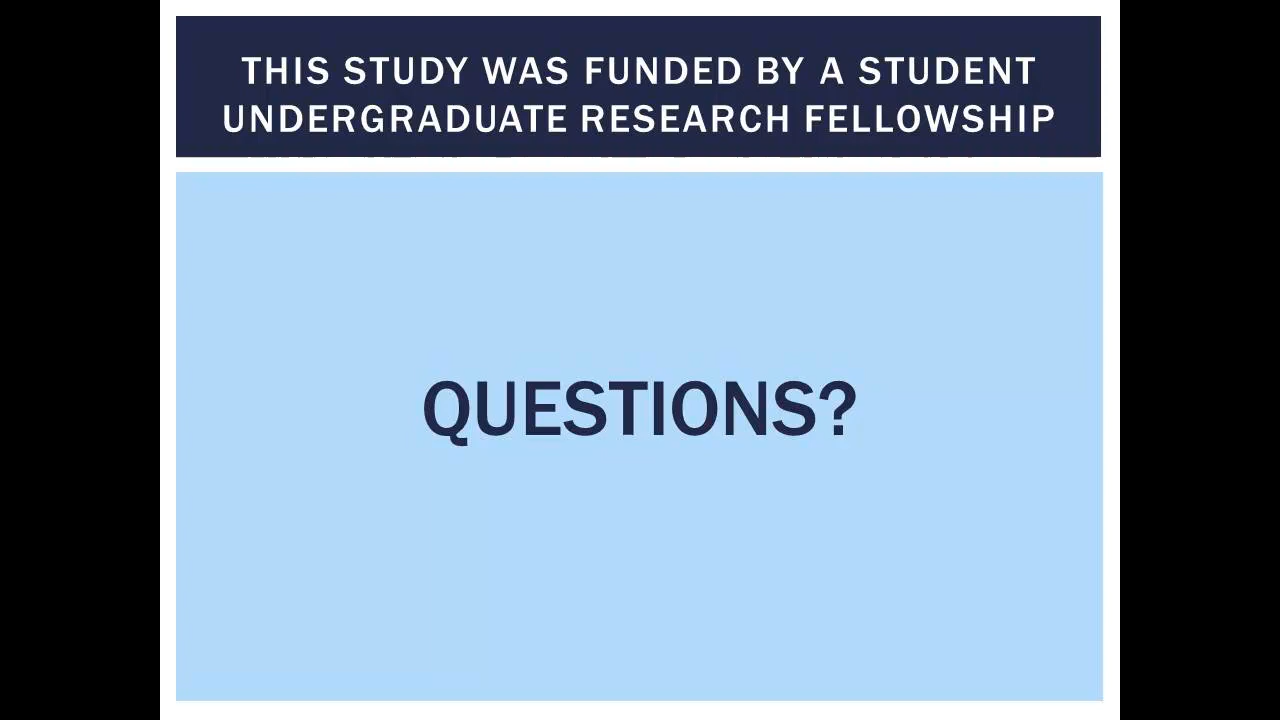 THIS STUDY WAS FUNDED BY A STUDENT
UNDERGRADUATE RESEARCH FELLOWSHIP
QUESTIONS?